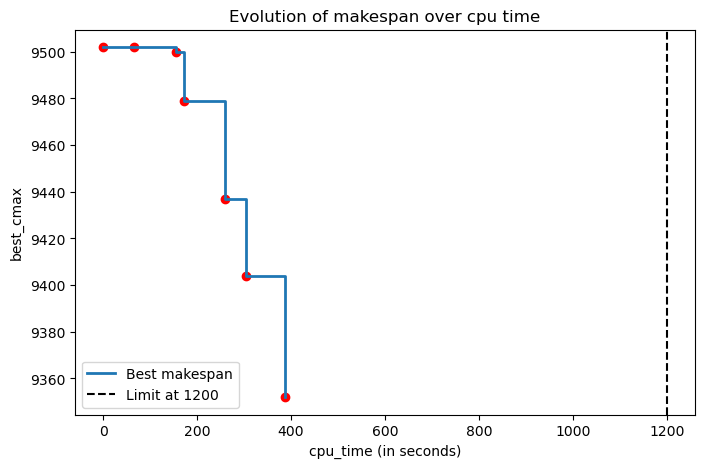 Evolution of makespan over cpu time
best_cmax
9500
9480
9460
9440
9420
9400
9380
9360
Best makespan
Limit at 1200
0 200 400 600 800 1000 1200
cpu_time (in seconds)